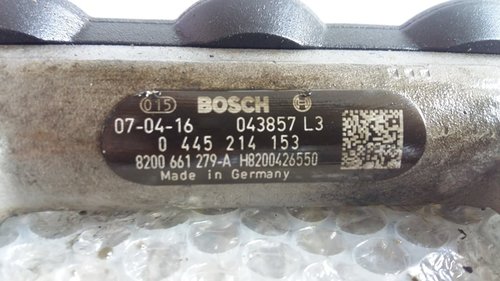 015 BOSCH
07-04-16 043857 L3
0 445 214 153
8200 661 279-A H8200426550
Made in Germany